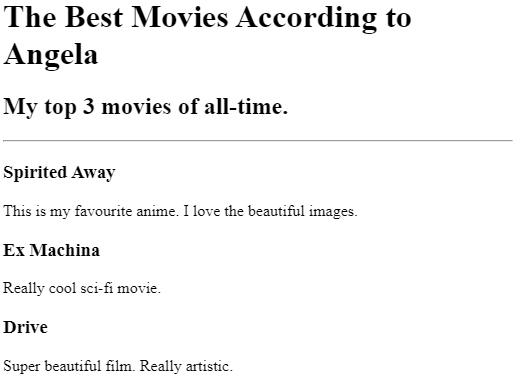 The Best Movies According to
Angela
My top 3 movies of all-time.
Spirited Away
This is my favourite anime. I love the beautiful images.
Ex Machina
Really cool sci-fi movie.
Drive
Super beautiful film. Really artistic.